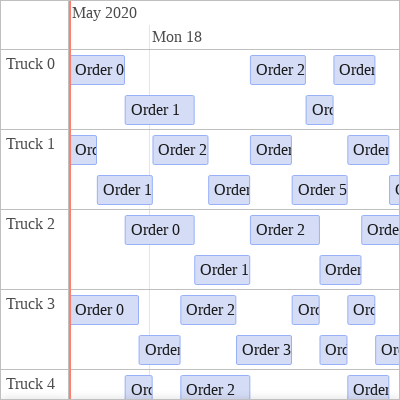 May 2020
Mon 18
Truck 0
Order 0 Order 2 Order
Order 1 Ord
Truck 1
Ord Order 2 Order Order
Order 1 Order Order 5
Truck 2
Order 0 Order 2 Orde
Order 1 Order
Truck 3
Order 0 Order 2 Ord Ord
Order Order 3 Ord Ord
Truck 4
Ord Order 2 Order